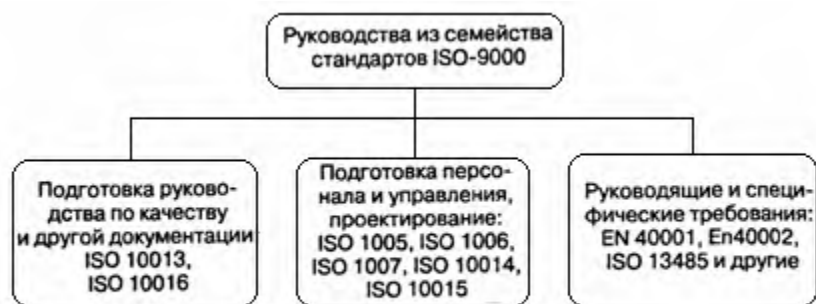 Руководства из семейства
стандартов ISO-9000
Подготовка руково-
дства по качеству
и другой документации
ISO 10013,
ISO 10016
Подготовка персо-
нала и управления,
проектирование:
ISO 1005, ISO 1006,
ISO 1007, ISO 10014,
ISO 10015
Руководящие и специ-
фические требования:
EN 40001, En40002,
ISO 13485 и другие